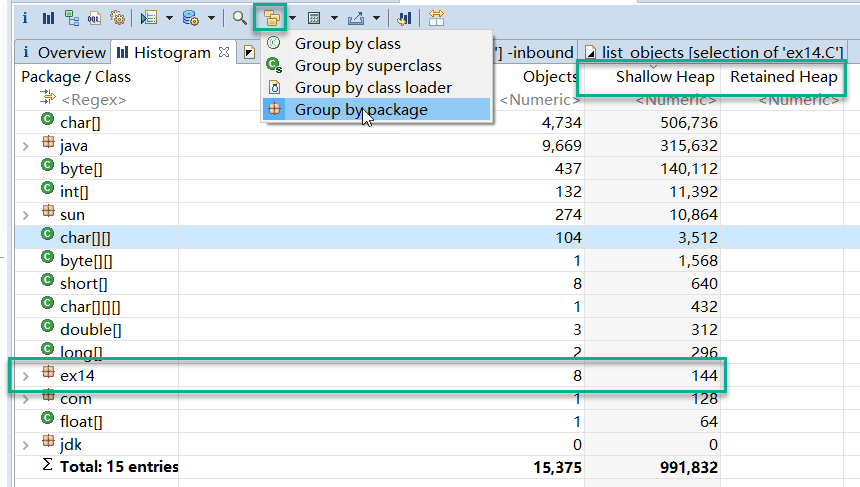 i OQL
i Overview Histogram '] -inbound list_objects [selection of 'ex14.C']
Group by class
Group by superclass
Group by class loader
Group by package
Package / Class Objects Shallow Heap Retained Heap
<Regex> <Numeric> <Numeric> <Numeric>
char[] 4,734 506,736
java 9,669 315,632
byte[] 437 140,112
int[] 132 11,392
sun 274 10,864
char[][] 104 3,512
byte[][] 1 1,568
short[] 8 640
char[][][] 1 432
double[] 3 312
long[] 2 296
ex14 8 144
com 1 128
float[] 1 64
jdk 0 0
Σ Total: 15 entries 15,375 991,832